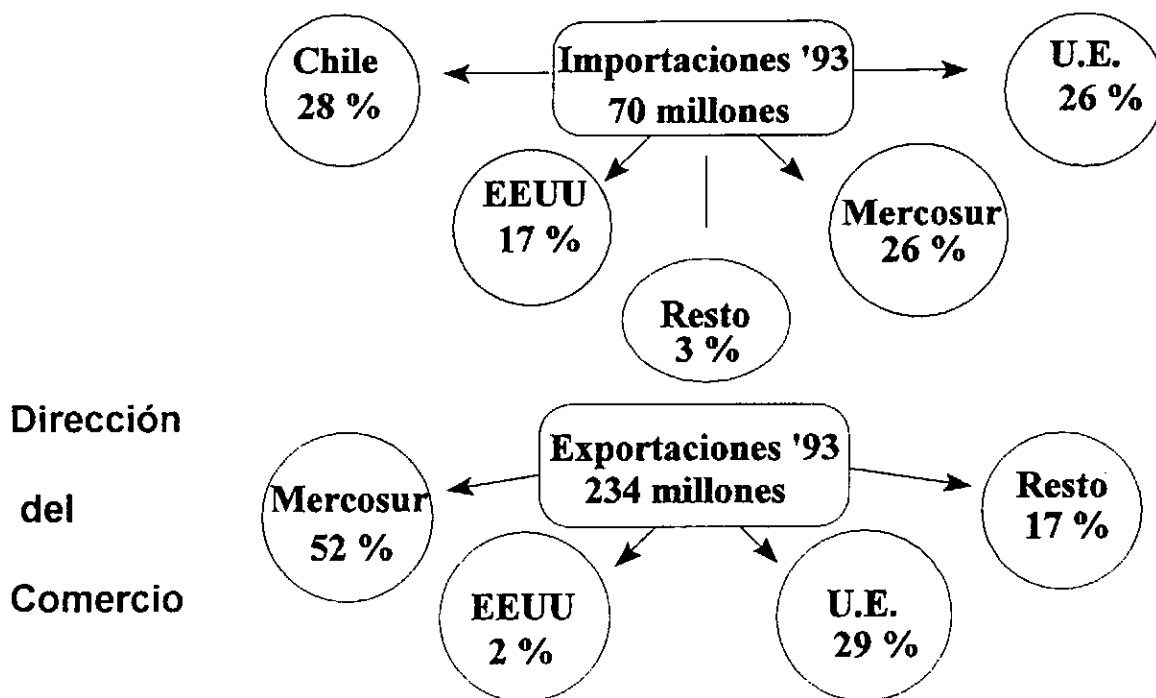 Importaciones '93
70 millones
Chile
28 %
U.E.
26 %
EEUU
17 %
Mercosur
26 %
Resto
3 %
Dirección
del
Comercio
Exportaciones '93
234 millones
Mercosur
52 %
Resto
17 %
EEUU
2 %
U.E.
29 %